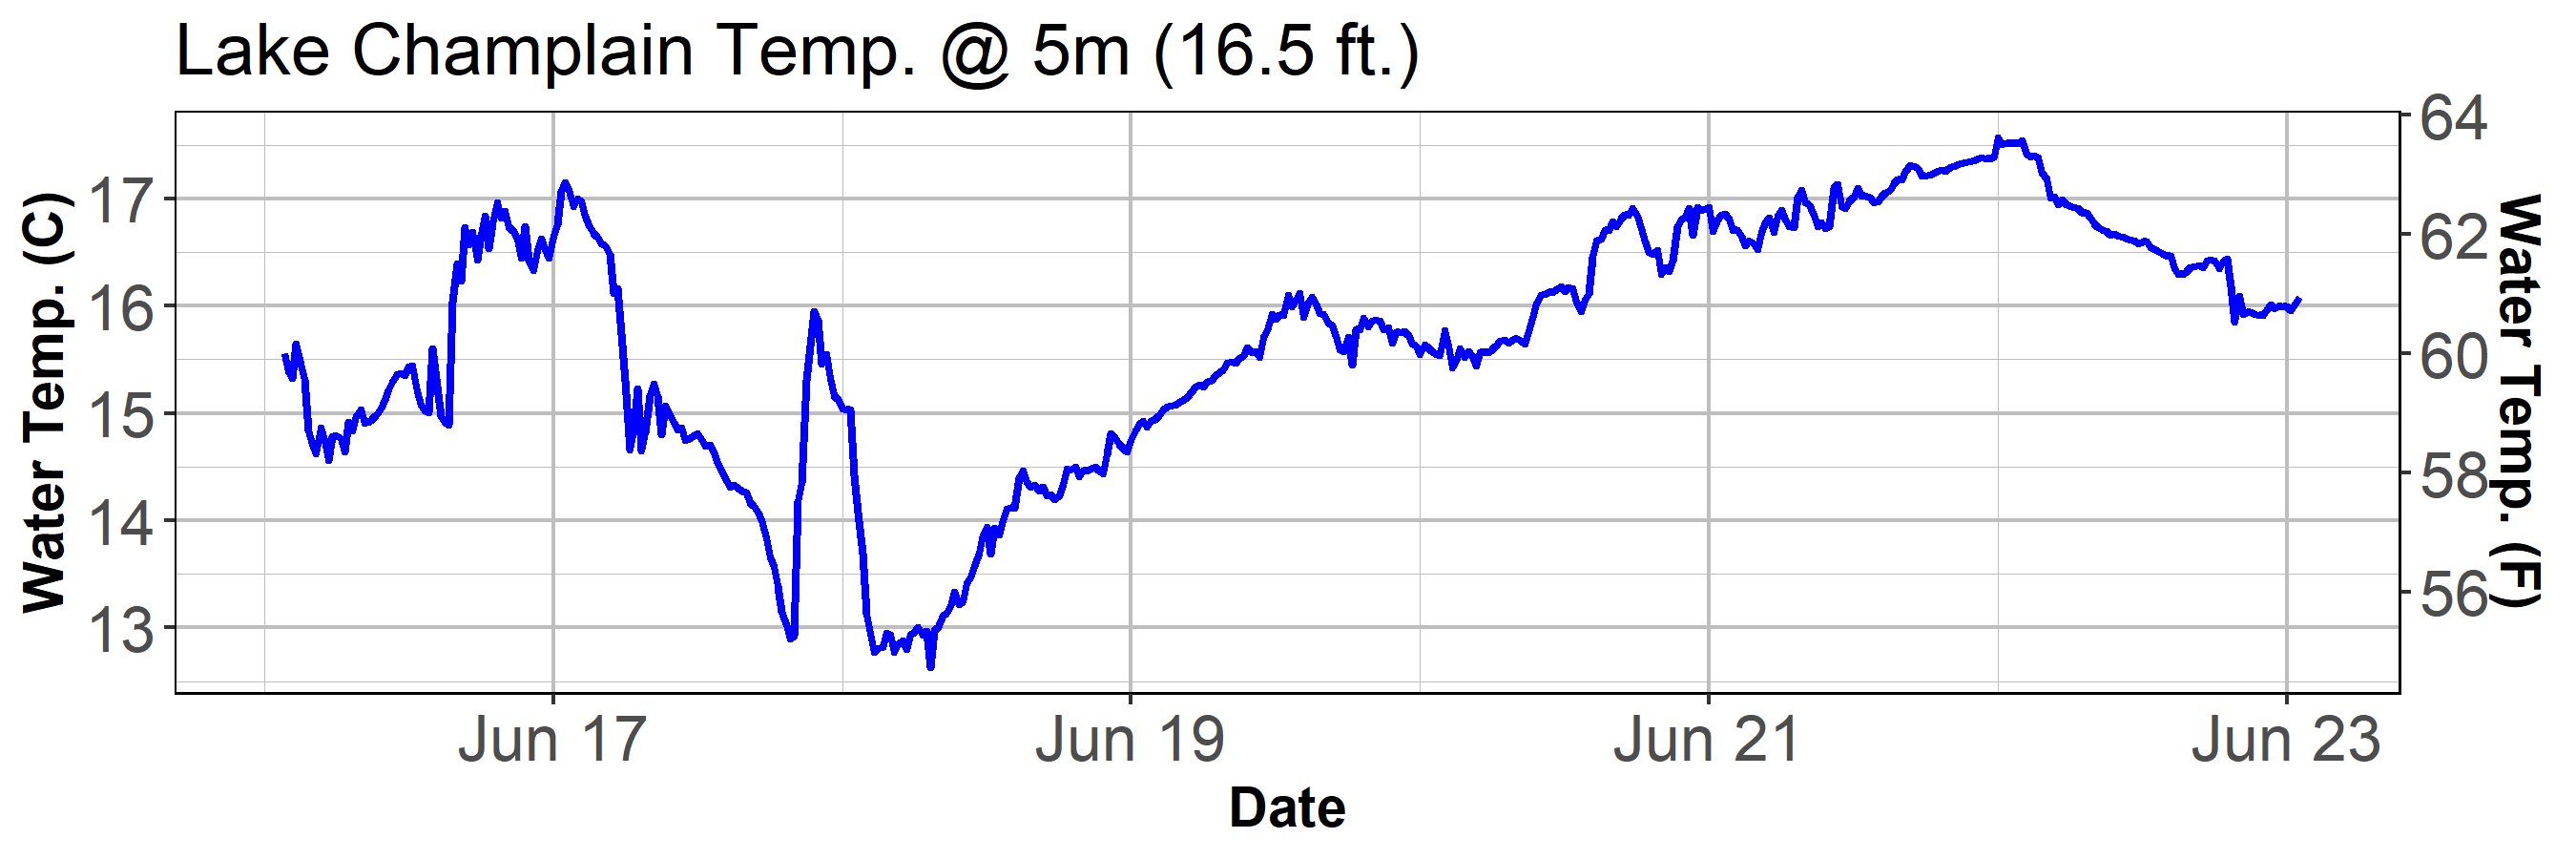 Lake Champlain Temp. @ 5m (16.5 ft.)
Water Temp. (C)
17
16
15
14
13
64
62
60
58
56
Water Temp. (F)
Jun 17
Jun 19
Jun 21
Jun 23
Date